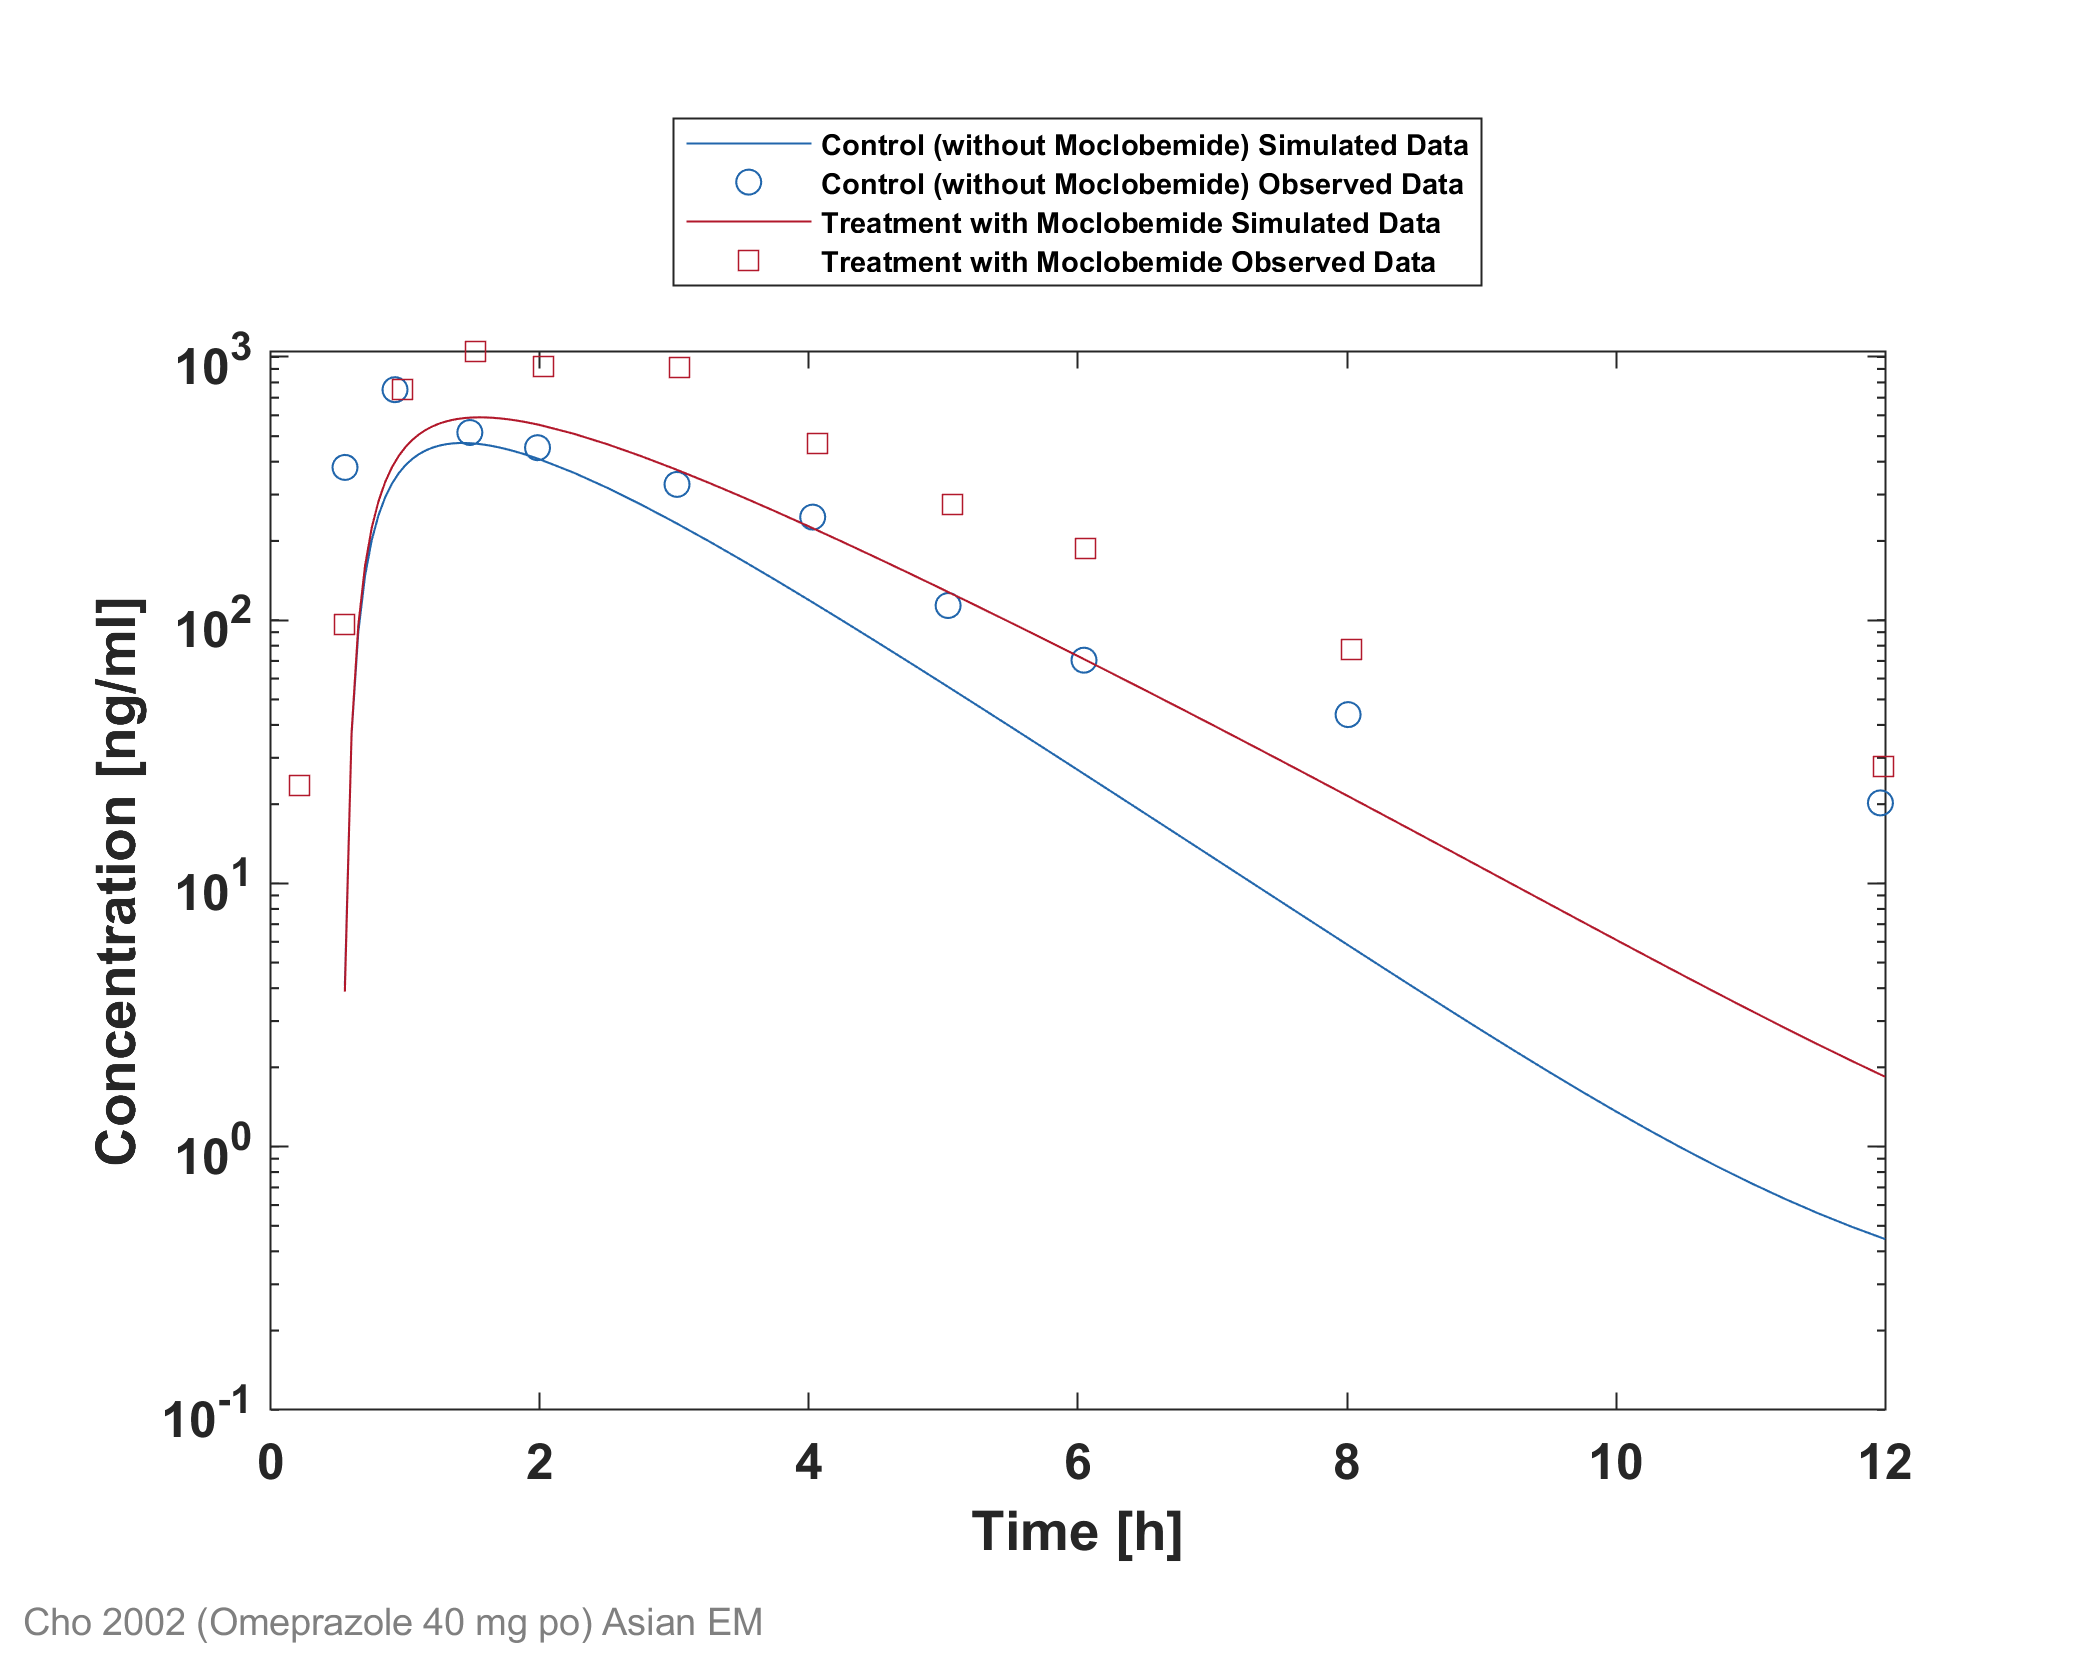 Control (without Moclobemide) Simulated Data
Control (without Moclobemide) Observed Data
Treatment with Moclobemide Simulated Data
Treatment with Moclobemide Observed Data
10^3
10^2
10^1
10^0
10^-1
Concentration [ng/ml]
0 2 4 6 8 10 12
Time [h]
Cho 2002 (Omeprazole 40 mg po) Asian EM